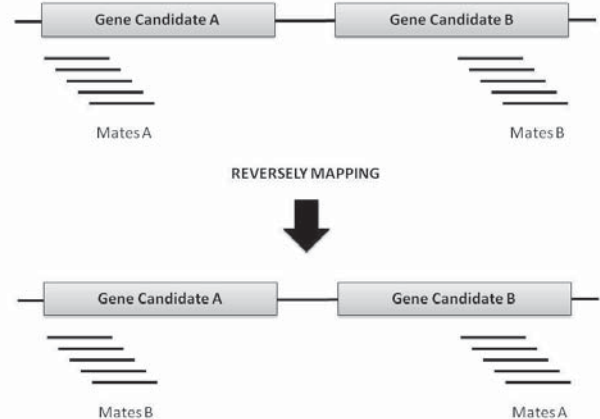 Gene Candidate A Gene Candidate B
Mates A Mates B
REVERSELY MAPPING
Gene Candidate A Gene Candidate B
Mates B Mates A